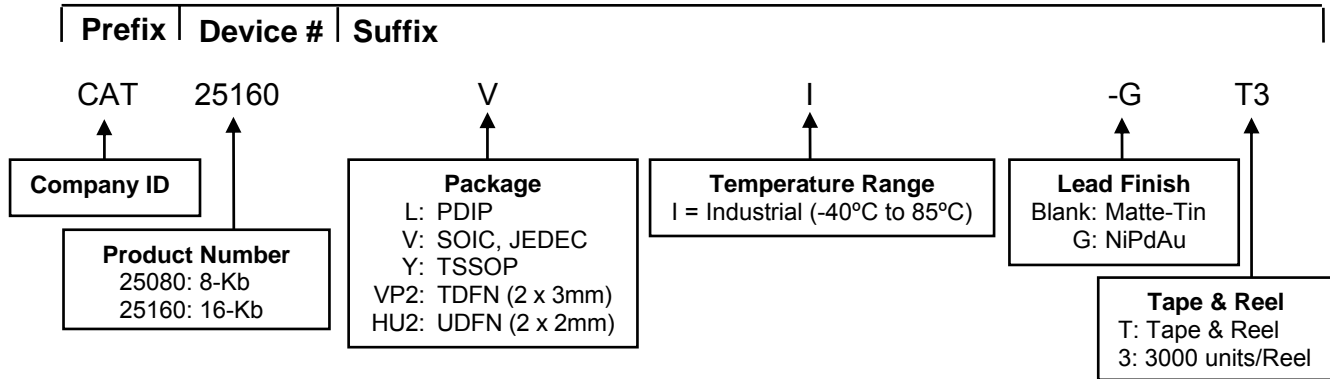 Prefix Device # Suffix
CAT 25160 V I -G T3
Company ID
Product Number
25080: 8-Kb
25160: 16-Kb
Package
L: PDIP
V: SOIC, JEDEC
Y: TSSOP
VP2: TDFN (2 x 3mm)
HU2: UDFN (2 x 2mm)
Temperature Range
I = Industrial (-40ºC to 85ºC)
Lead Finish
Blank: Matte-Tin
G: NiPdAu
Tape & Reel
T: Tape & Reel
3: 3000 units/Reel